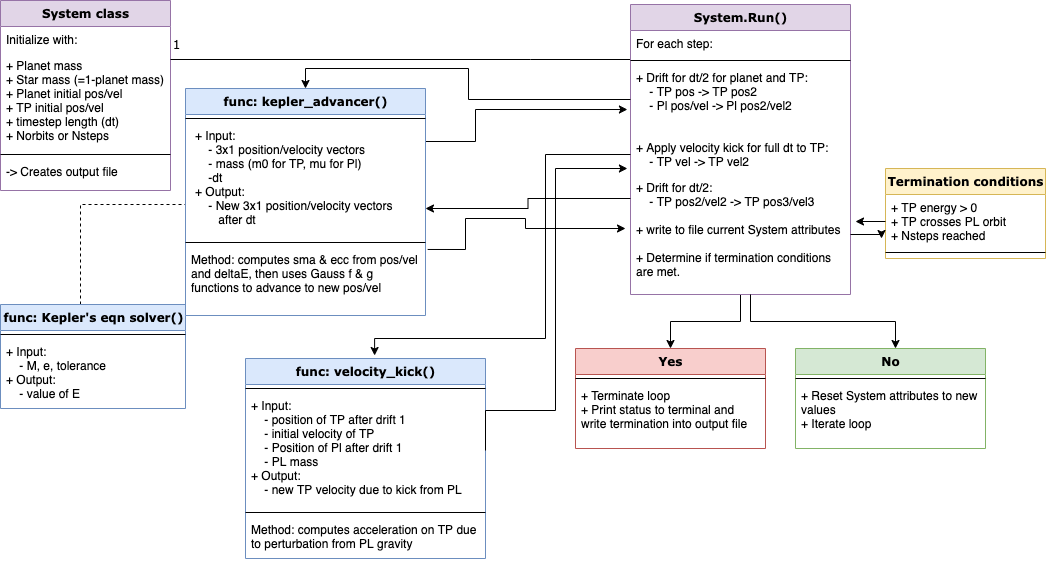 System class
Initialize with:
+ Planet mass
+ Star mass (=1-planet mass)
+ Planet initial pos/vel
+ TP initial pos/vel
+ timestep length (dt)
+ Norbits or Nsteps
-> Creates output file
1
func: kepler_advancer()
+ Input:
- 3x1 position/velocity vectors
- mass (m0 for TP, mu for Pl)
-dt
+ Output:
- New 3x1 position/velocity vectors
after dt
Method: computes sma & ecc from pos/vel
and deltaE, then uses Gauss f & g
functions to advance to new pos/vel
func: Kepler's eqn solver()
+ Input:
- M, e, tolerance
+ Output:
- value of E
func: velocity_kick()
+ Input:
- position of TP after drift 1
- initial velocity of TP
- Position of Pl after drift 1
- PL mass
+ Output:
- new TP velocity due to kick from PL
Method: computes acceleration on TP due
to perturbation from PL gravity
System.Run()
For each step:
+ Drift for dt/2 for planet and TP:
- TP pos -> TP pos2
- Pl pos/vel -> Pl pos2/vel2
+ Apply velocity kick for full dt to TP:
- TP vel -> TP vel2
+ Drift for dt/2:
- TP pos2/vel2 -> TP pos3/vel3
+ write to file current System attributes
+ Determine if termination conditions
are met.
Termination conditions
+ TP energy > 0
+ TP crosses PL orbit
+ Nsteps reached
Yes
+ Terminate loop
+ Print status to terminal and
write termination into output file
No
+ Reset System attributes to new
values
+ Iterate loop